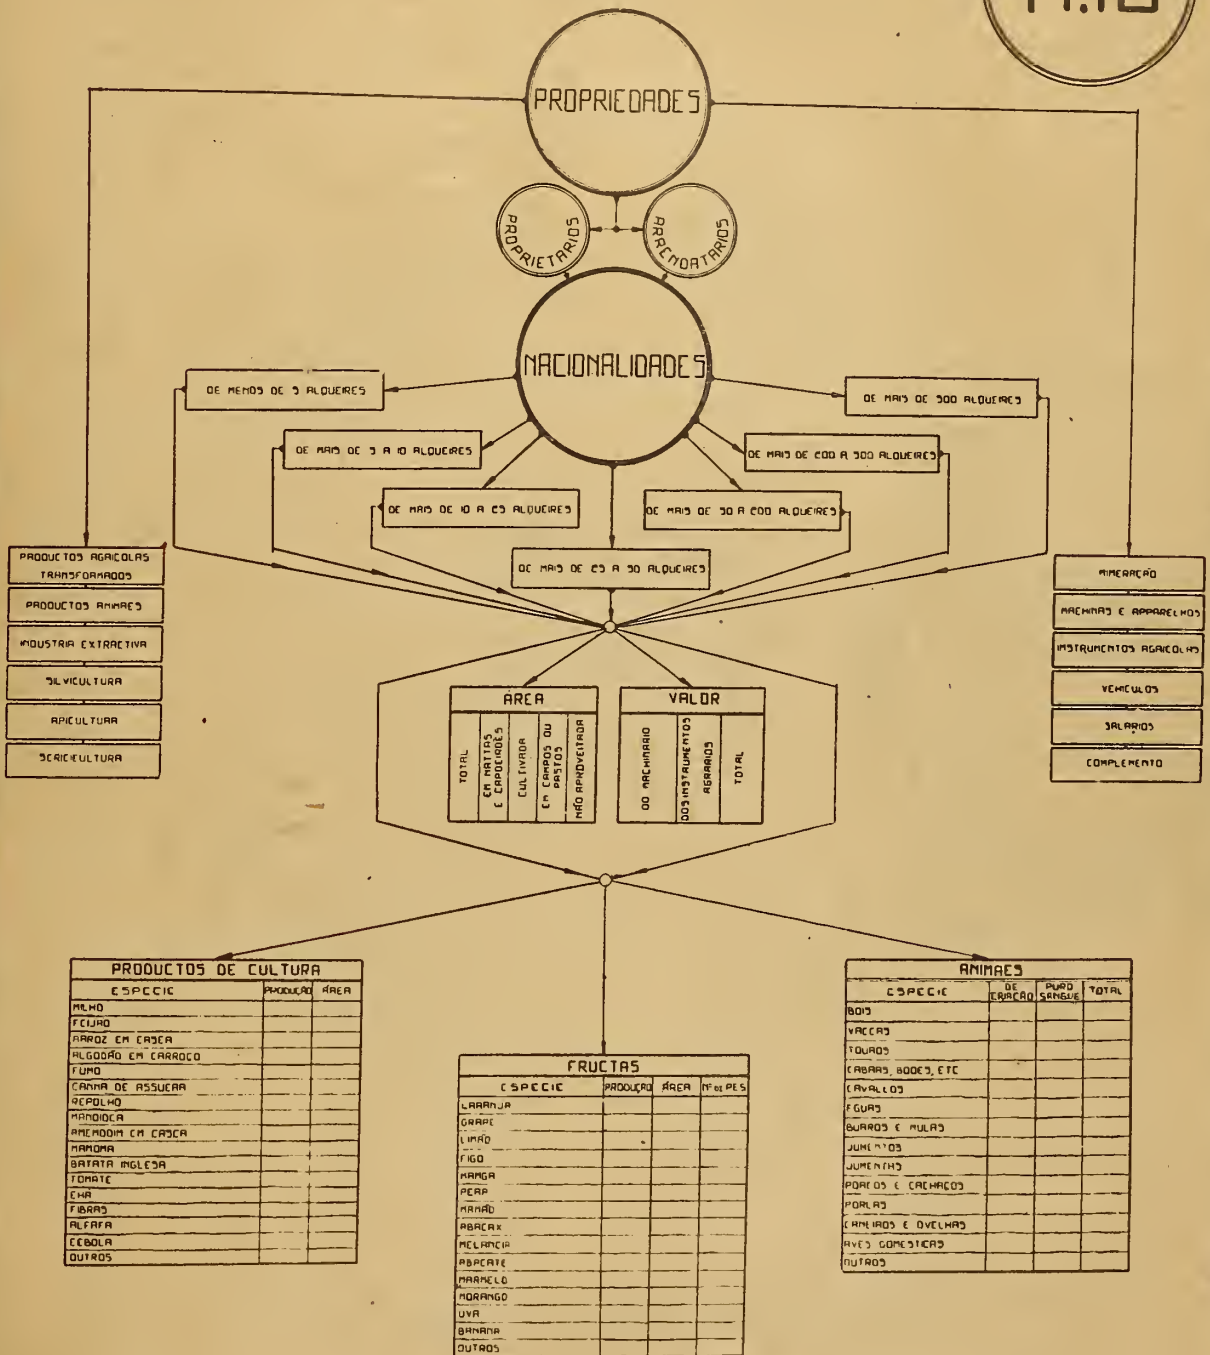 PROPRIEDADES
PROPRIETARIOS
ARRENDATARIOS
NACIONALIDADES
DE MENOS DE 5 ALQUEIRES
DE MAIS DE 5 A 10 ALQUEIRES
DE MAIS DE 10 A 25 ALQUEIRES
DE MAIS DE 25 A 50 ALQUEIRES
DE MAIS DE 50 A 200 ALQUEIRES
DE MAIS DE 200 A 500 ALQUEIRES
DE MAIS DE 500 ALQUEIRES
PRODUCTOS AGRICOLAS
TRANSFORMADOS
PRODUCTOS ANIMAES
INDUSTRIA EXTRACTIVA
SILVICULTURA
APICULTURA
SERICICULTURA
MINERAÇÃO
MACHINAS E APPARELHOS
INSTRUMENTOS AGRICOLAS
VEHICULOS
SALARIOS
COMPLEMENTO
ÁREA
TOTAL
EM MATTAS
E CAPOEIRÕES
CULTIVADA
EM CAMPOS OU
PASTOS
NÃO APROVEITADA
VALOR
DO MACHINARIO
DOS INSTRUMENTOS
AGRARIOS
TOTAL
PRODUCTOS DE CULTURA
ESPECIE PRODUCÇÃO ÁREA
MILHO
FEIJÃO
ARROZ EM CASCA
ALGODÃO EM CARROCO
FUMO
CANNA DE ASSUCAR
REPOLHO
MANDIOCA
AMENDOIM EM CASCA
MAMONA
BATATA INGLESA
TOMATE
CHA
FIBRAS
ALFAFA
CEBOLA
OUTROS
FRUCTAS
ESPECIE PRODUCÇÃO ÁREA Nº DE PES
LARANJA
GRAPE
LIMÃO
FIGO
MANGA
PERA
MAMÃO
ABACAX
MELANCIA
ABACATE
MARMELO
MORANGO
UVA
BANANA
OUTROS
ANIMAES
ESPECIE DE CRIAÇÃO PURO SANGUE TOTAL
BOIS
VACCAS
TOUROS
CABRAS, BODES, ETC
CAVALLOS
EGUAS
BURROS E MULAS
JUMENTOS
JUMENTAS
PORCOS E CACHAÇOS
PORCAS
CARNEIROS E OVELHAS
AVES DOMESTICAS
OUTROS